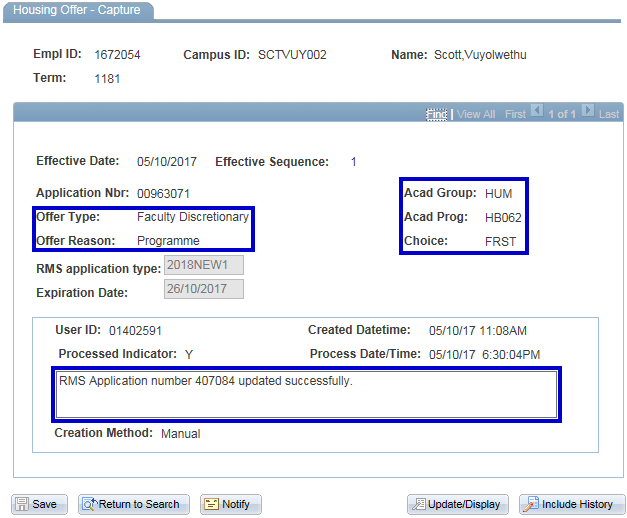 Housing Offer - Capture
Empl ID: 1672054 Campus ID: SCTVUY002 Name: Scott,Vuyolwethu
Term: 1181
Find | View All First 1 of 1 Last
Effective Date: 05/10/2017 Effective Sequence: 1
Application Nbr: 00963071 Acad Group: HUM
Offer Type: Faculty Discretionary Acad Prog: HB062
Offer Reason: Programme Choice: FRST
RMS application type: 2018NEW1
Expiration Date: 26/10/2017
User ID: 01402591 Created Datetime: 05/10/17 11:08AM
Processed Indicator: Y Process Date/Time: 05/10/17 6:30:04PM
RMS Application number 407084 updated successfully.
Creation Method: Manual
Save Return to Search Notify Update/Display Include History